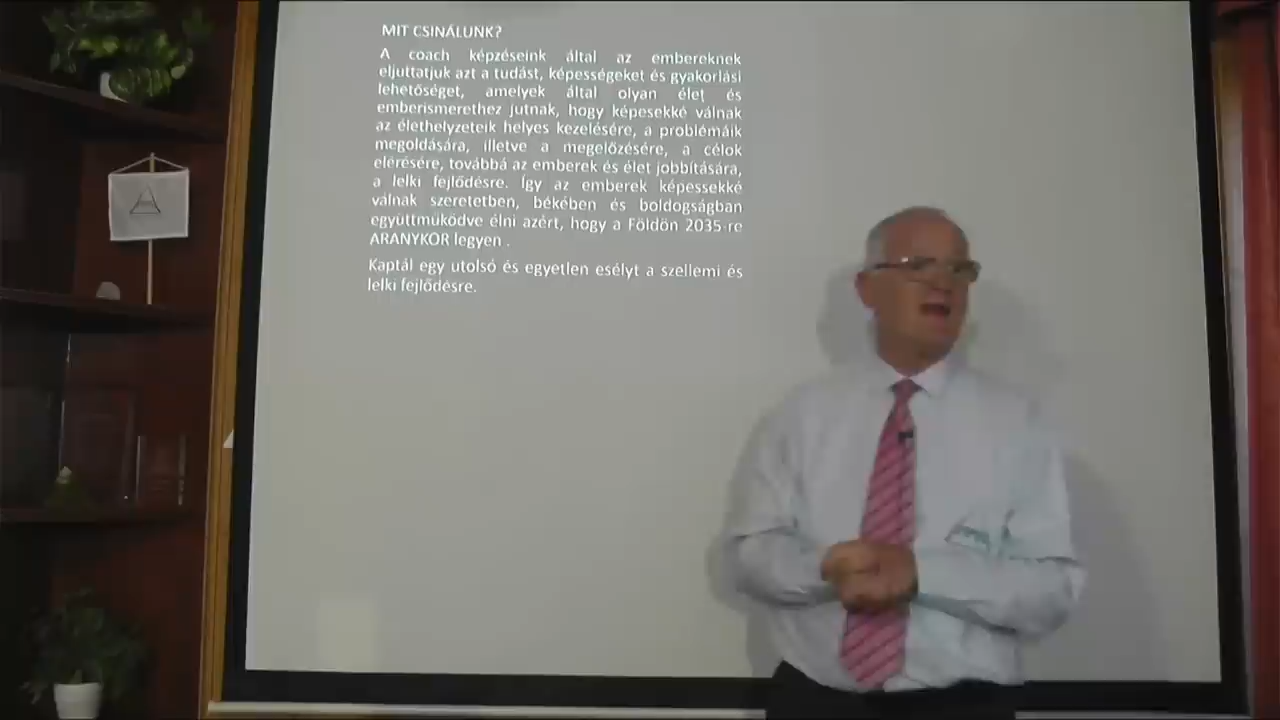 MIT CSINÁLUNK?
A coach képzéseink által az embereknek
eljuttatjuk azt a tudást, képességeket és gyakorlási
lehetőséget, amelyek által olyan élet és
emberismerethez jutnak, hogy képesekké válnak
az élethelyzeteik helyes kezelésére, a problémáik
megoldására, illetve a megelőzésére, a célok
elérésére, továbbá az emberek és élet jobbítására,
a lelki fejlődésre. Így az emberek képessekké
válnak szeretetben, békében és boldogságban
együttmüködve élni azért, hogy a Földön 2035-re
ARANYKOR legyen .
Kaptál egy utolsó és egyetlen esélyt a szellemi és
lelki fejlődésre.